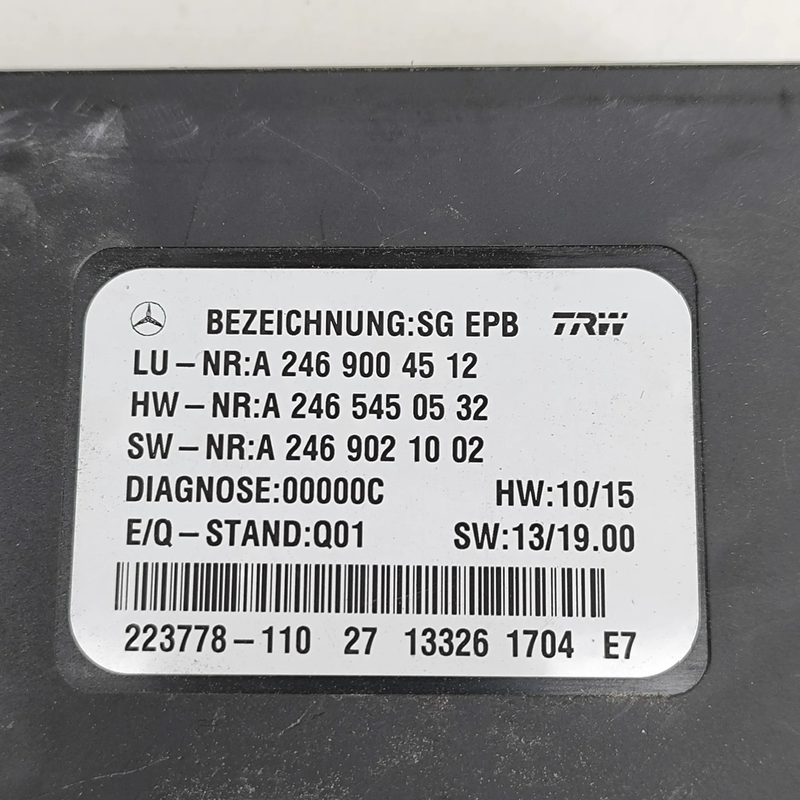 BEZEICHNUNG:SG EPB TRW
LU-NR:A 246 900 45 12
HW-NR:A 246 545 05 32
SW-NR:A 246 902 10 02
DIAGNOSE:00000C HW:10/15
E/Q-STAND:Q01 SW:13/19.00
223778-110 27 13326 1704 E7